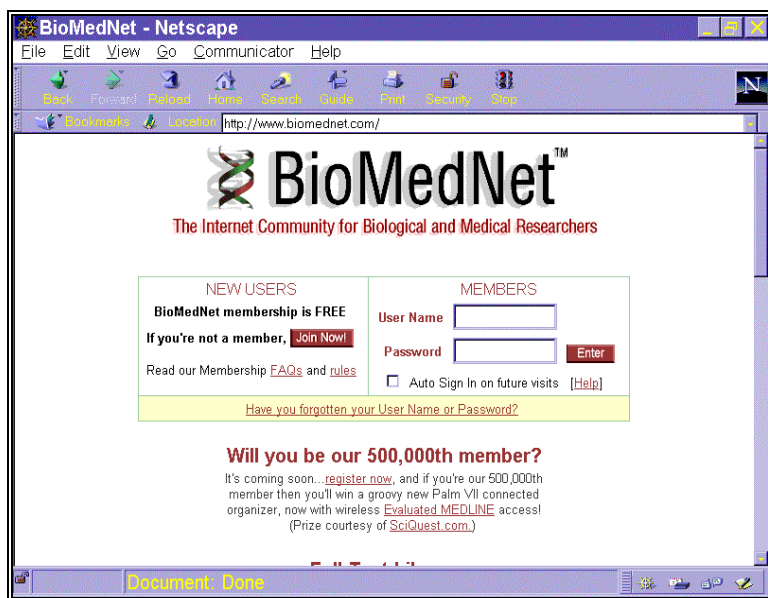 BioMedNet - Netscape
File Edit View Go Communicator Help
Back Forward Reload Home Search Guide Print Security Stop
N
Bookmarks Location http://www.biomednet.com/
BioMedNet™
The Internet Community for Biological and Medical Researchers
NEW USERS
BioMedNet membership is FREE
If you're not a member, Join Now!
Read our Membership FAQs and rules
MEMBERS
User Name
Password Enter
Auto Sign In on future visits [Help]
Have you forgotten your User Name or Password?
Will you be our 500,000th member?
It's coming soon...register now, and if you're our 500,000th
member then you'll win a groovy new Palm VII connected
organizer, now with wireless Evaluated MEDLINE access!
(Prize courtesy of SciQuest.com.)
Document: Done